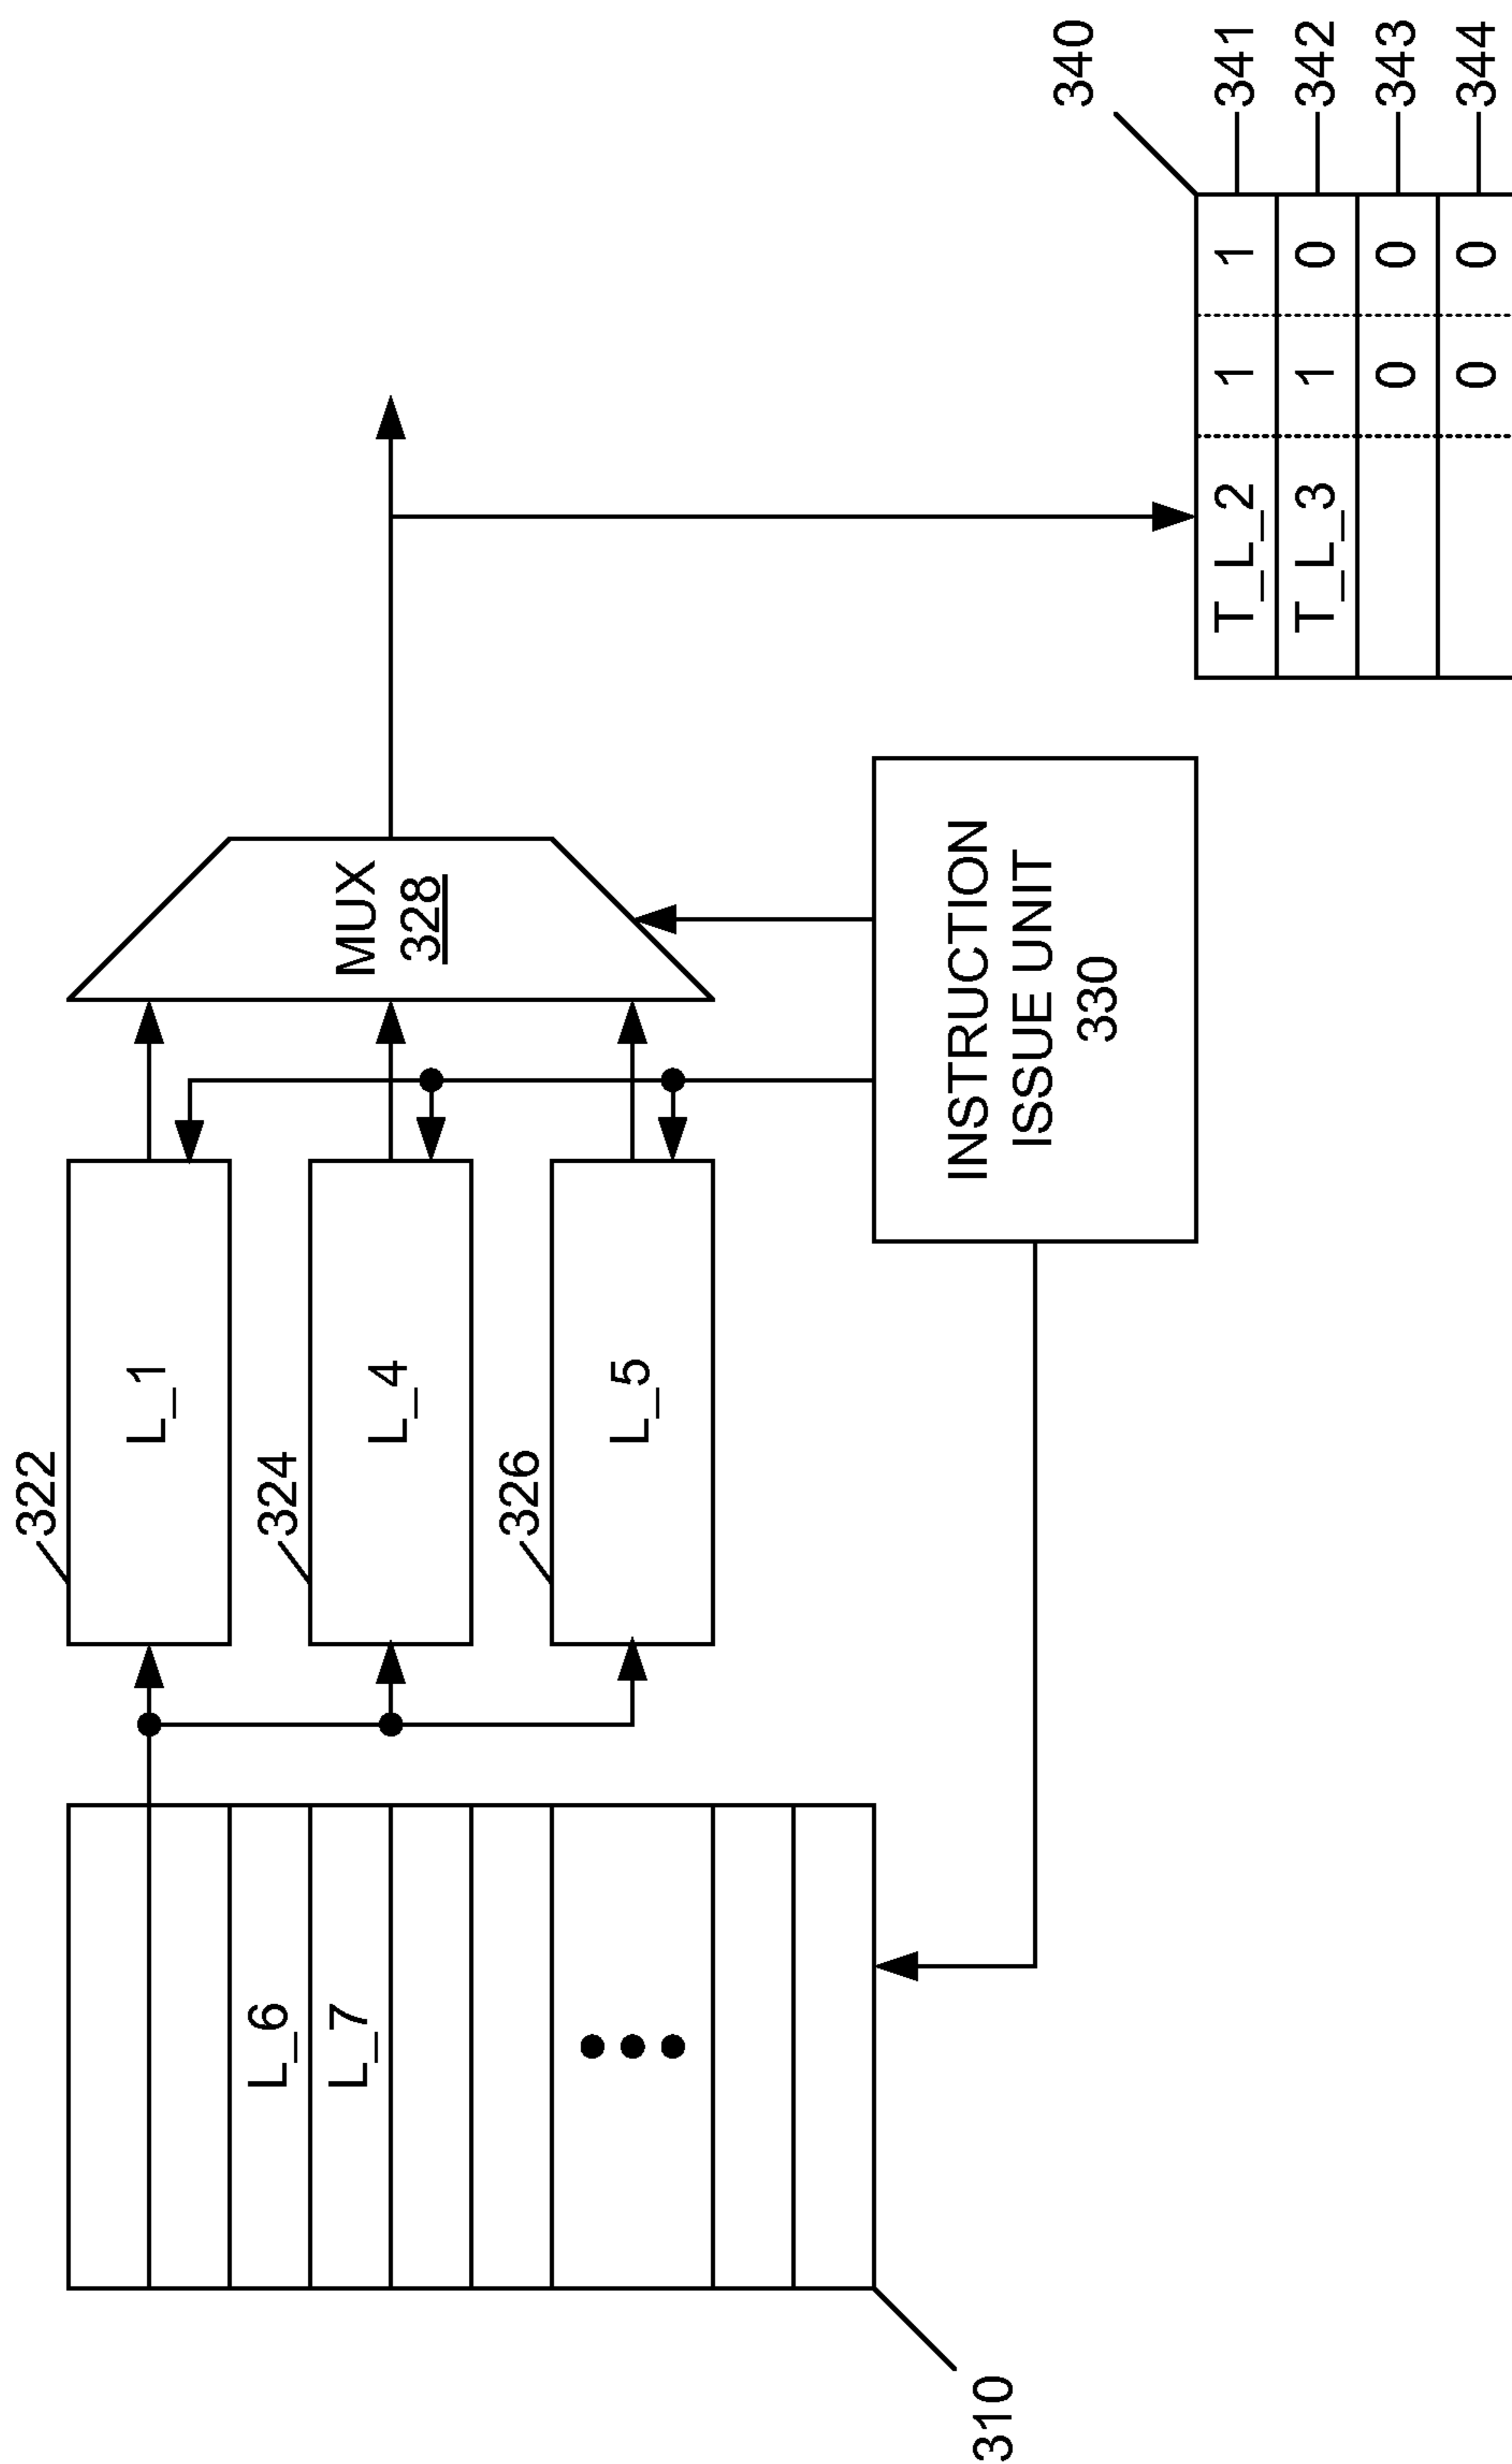 310
L_6
L_7
322
L_1
324
L_4
326
L_5
MUX
328
INSTRUCTION
ISSUE UNIT
330
340
T_L_2 1 1 341
T_L_3 1 0 342
0 0 343
0 0 344